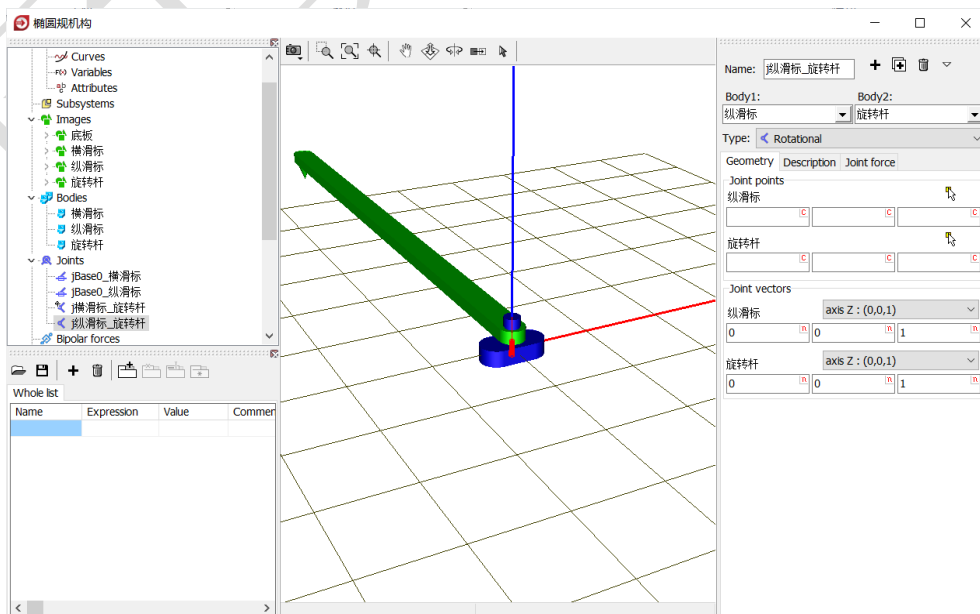 椭圆规机构
Curves
F(x) Variables
Attributes
Subsystems
Images
底板
横滑标
纵滑标
旋转杆
Bodies
横滑标
纵滑标
旋转杆
Joints
jBase0_横滑标
jBase0_纵滑标
j横滑标_旋转杆
j纵滑标_旋转杆
Bipolar forces
Whole list
Name Expression Value Commen
Name: j纵滑标_旋转杆
Body1: Body2:
纵滑标 旋转杆
Type: Rotational
Geometry Description Joint force
Joint points
纵滑标
C C C
旋转杆
C C C
Joint vectors
纵滑标 axis Z : (0,0,1)
0 n 0 n 1 n
旋转杆 axis Z : (0,0,1)
0 n 0 n 1 n